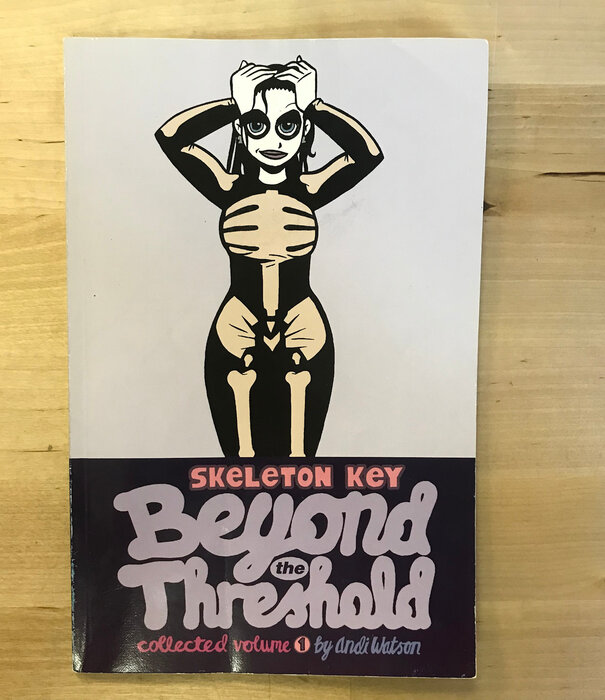 SKELETON KEY
Beyond
the
Threshold
collected volume 1 by Andi Watson